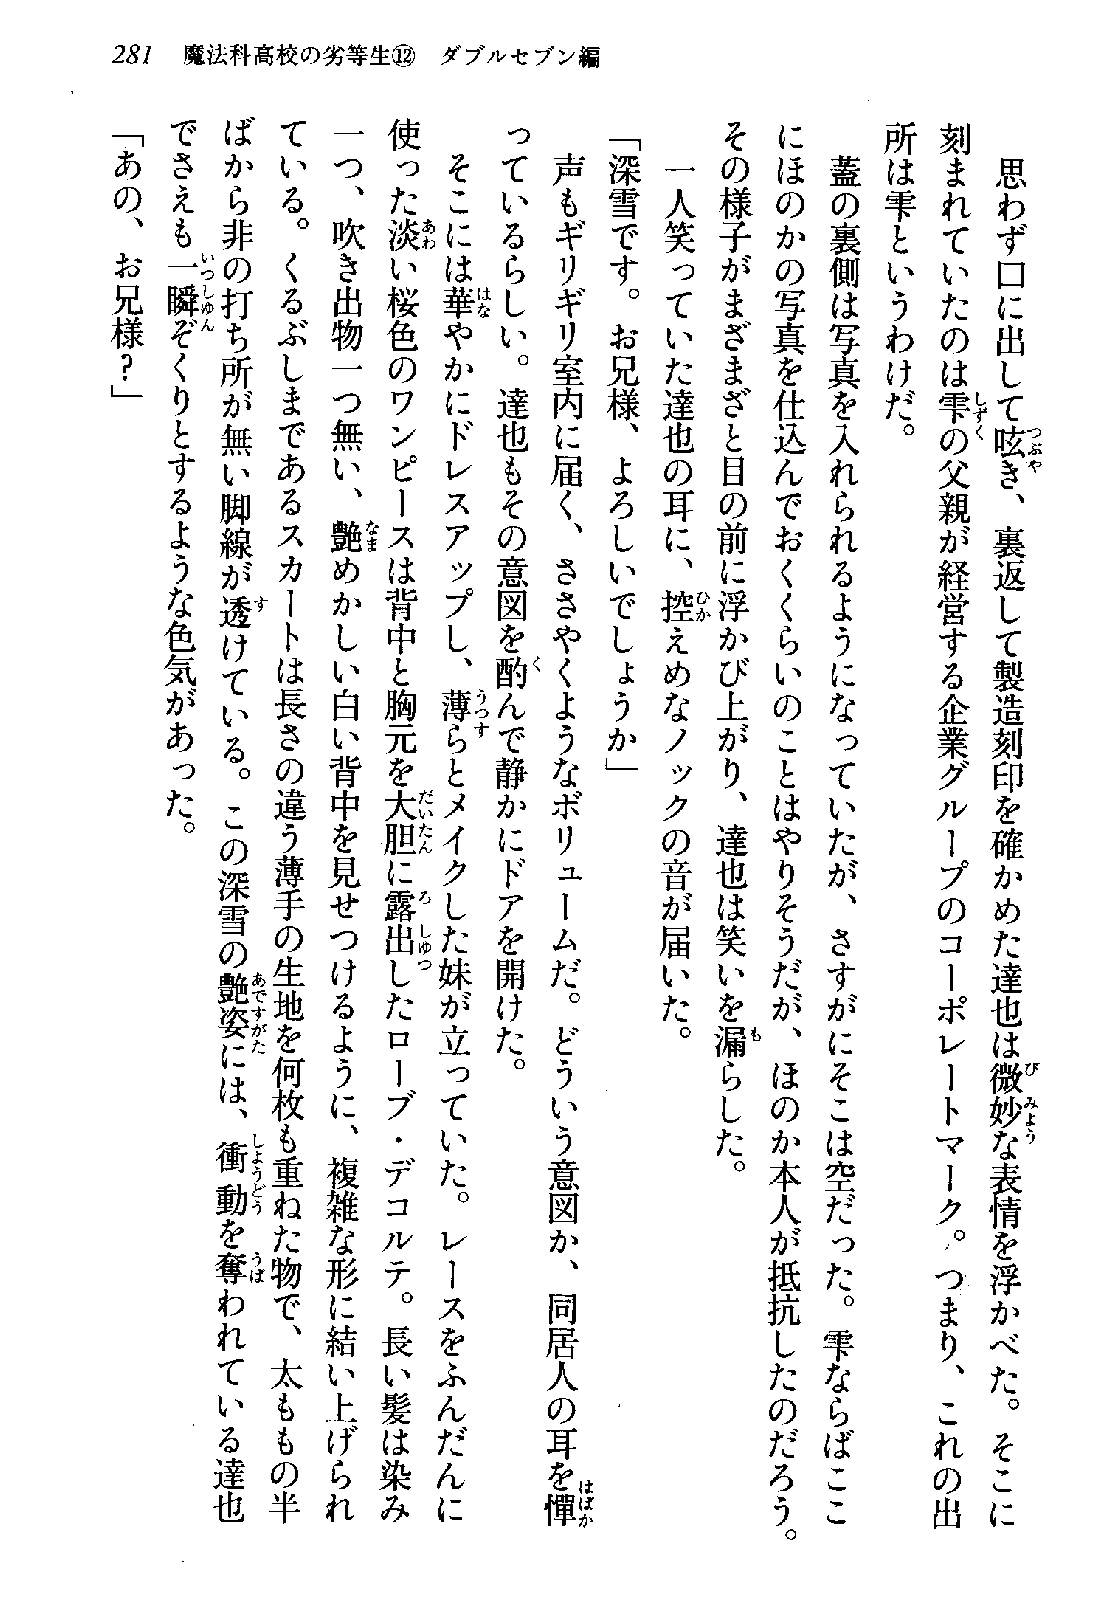 281　魔法科高校の劣等生⑫　ダブルセブン編
　思わず口に出して呟き、裏返して製造刻印を確かめた達也は微妙な表情を浮かべた。そこに
刻まれていたのは雫の父親が経営する企業グループのコーポレートマーク。つまり、これの出
所は雫というわけだ。
　蓋の裏側は写真を入れられるようになっていたが、さすがにそこは空だった。雫ならばここ
にほのかの写真を仕込んでおくくらいのことはやりそうだが、ほのか本人が抵抗したのだろう。
その様子がまざまざと目の前に浮かび上がり、達也は笑いを漏らした。
　一人笑っていた達也の耳に、控えめなノックの音が届いた。
「深雪です。お兄様、よろしいでしょうか」
　声もギリギリ室内に届く、ささやくようなボリュームだ。どういう意図か、同居人の耳を憚
っているらしい。達也もその意図を酌んで静かにドアを開けた。
　そこには華やかにドレスアップし、薄らとメイクした妹が立っていた。レースをふんだんに
使った淡い桜色のワンピースは背中と胸元を大胆に露出したローブ・デコルテ。長い髪は染み
一つ、吹き出物一つ無い、艶めかしい白い背中を見せつけるように、複雑な形に結い上げられ
ている。くるぶしまであるスカートは長さの違う薄手の生地を何枚も重ねた物で、太ももの半
ばから非の打ち所が無い脚線が透けている。この深雪の艶姿には、衝動を奪われている達也
でさえも一瞬ぞくりとするような色気があった。
「あの、お兄様？」